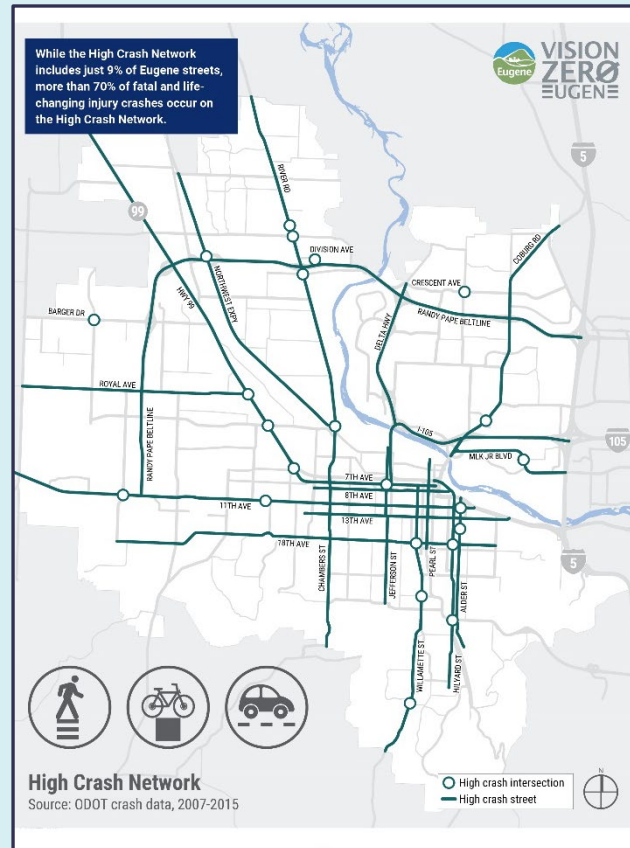 While the High Crash Network
includes just 9% of Eugene streets,
more than 70% of fatal and life-
changing injury crashes occur on
the High Crash Network.
Eugene
VISION
ZERO
EUGENE
5
99
RIVER RD
COBURG RD
DIVISION AVE
NORTHWEST EXPY
CRESCENT AVE
HWY 99
RANDY PAPE BELTLINE
BARGER DR
DELTA HWY
ROYAL AVE
RANDY PAPE BELTLINE
I-105
105
MLK JR BLVD
7TH AVE
8TH AVE
11TH AVE
13TH AVE
18TH AVE
5
CHAMBERS ST
JEFFERSON ST
PEARL ST
ALDER ST
WILLAMETTE ST
HILYARD ST
High Crash Network
Source: ODOT crash data, 2007-2015
High crash intersection
High crash street
N